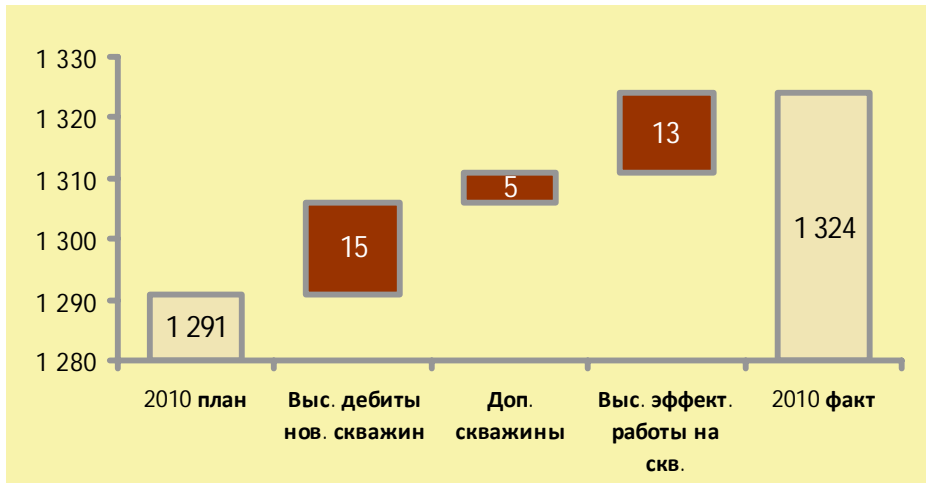 1 330
1 320
1 310
1 300
1 290
1 280
1 291
15
5
13
1 324
2010 план
Выс. дебиты
нов. скважин
Доп.
скважины
Выс. эффект.
работы на
скв.
2010 факт